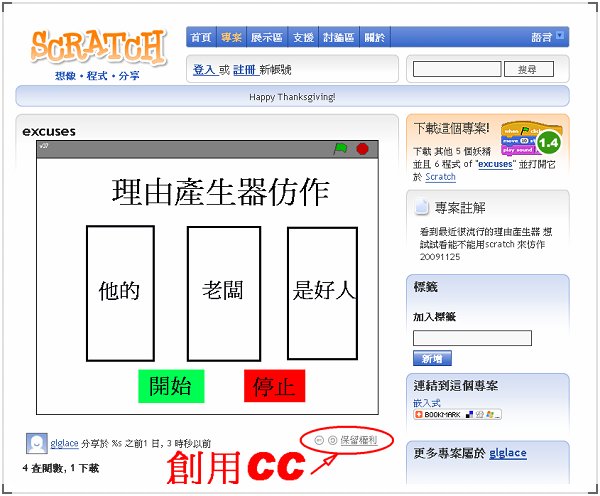 SCRATCH
想像‧程式‧分享
首頁 專案 展示區 支援 討論區 關於 語言
登入 或 註冊 新帳號
搜尋
Happy Thanksgiving!
excuses
v37
理由產生器仿作
他的 老闆 是好人
開始 停止
glglace 分享於 %s 之前1 日, 3 時秒以前
保留權利
4 查閱數, 1 下載
創用CC
下載這個專案!
when clicked
play sound
1.4
下載 其他 5 個妖精
並且 6 程式 of "excuses" 並打開它
於 Scratch
專案註解
看到最近很流行的理由產生器 想
試試看能不能用scratch 來仿作
20091125
標籤
加入標籤
新增
連結到這個專案
嵌入式
BOOKMARK
更多專案屬於 glglace